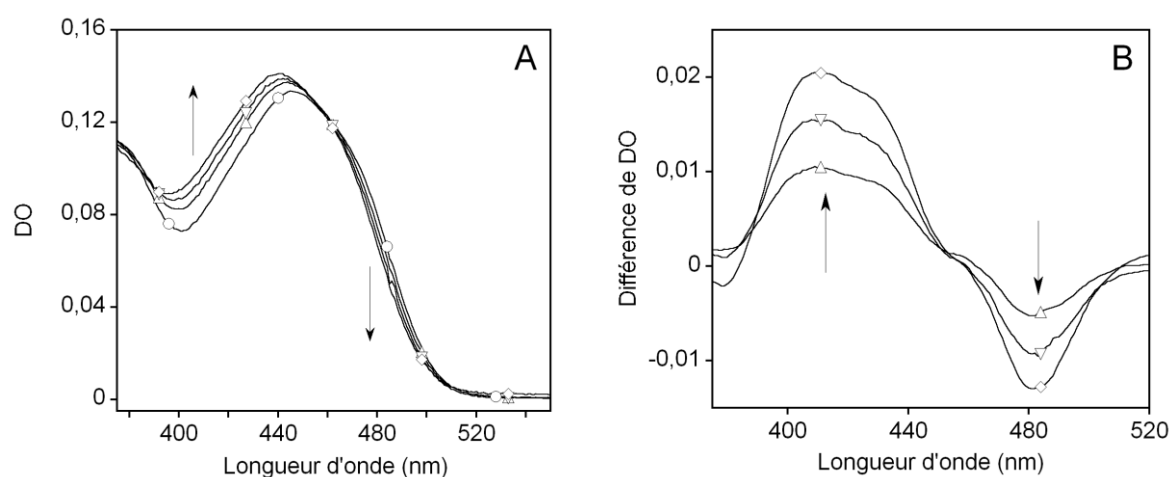 A
0,16
0,12
0,08
0,04
0
DO
400 440 480 520
Longueur d'onde (nm)
B
0,02
0,01
0
-0,01
Différence de DO
400 440 480 520
Longueur d'onde (nm)